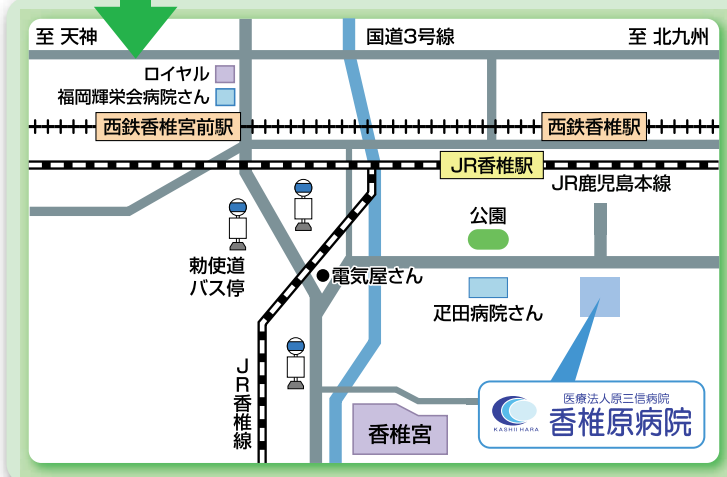 至 天神
国道3号線
至 北九州
ロイヤル
福岡輝栄会病院さん
西鉄香椎宮前駅
西鉄香椎駅
JR香椎駅
JR鹿児島本線
公園
勅使道
バス停
電気屋さん
疋田病院さん
JR香椎線
香椎宮
医療法人原三信病院
香椎原病院
KASHII HARA